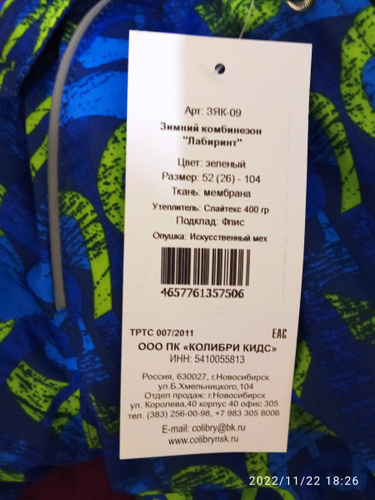 Арт: ЗЯК-09
Зимний комбинезон
"Лабиринт"
Цвет: зеленый
Размер: 52 (26) - 104
Ткань: мембрана
Утеплитель: Слайтекс 400 гр
Подклад: Флис
Опушка: Искусственный мех
4657761357506
ТРТС 007/2011 EAC
ООО ПК «КОЛИБРИ КИДС»
ИНН: 5410055813
Россия, 630027, г.Новосибирск
ул.Б.Хмельницкого,104
Отдел продаж: г.Новосибирск
ул. Королева,40 корпус 40 офис 305
тел. (383) 256-00-98, +7 983 305 8006
E-mail: colibry@bk.ru
www.colibrynsk.ru
2022/11/22 18:26